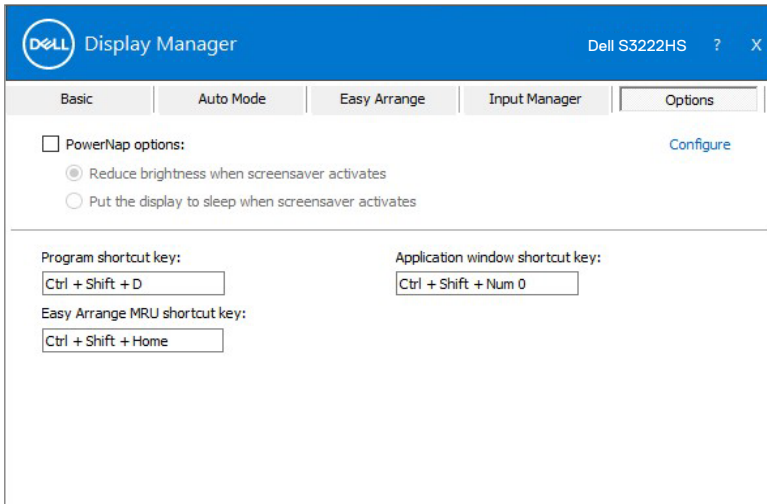 DELL Display Manager Dell S3222HS ? X
Basic Auto Mode Easy Arrange Input Manager Options
PowerNap options: Configure
Reduce brightness when screensaver activates
Put the display to sleep when screensaver activates
Program shortcut key: Application window shortcut key:
Ctrl + Shift + D Ctrl + Shift + Num 0
Easy Arrange MRU shortcut key:
Ctrl + Shift + Home